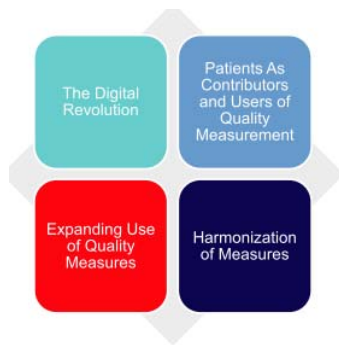 The Digital
Revolution
Patients As
Contributors
and Users of
Quality
Measurement
Expanding Use
of Quality
Measures
Harmonization
of Measures